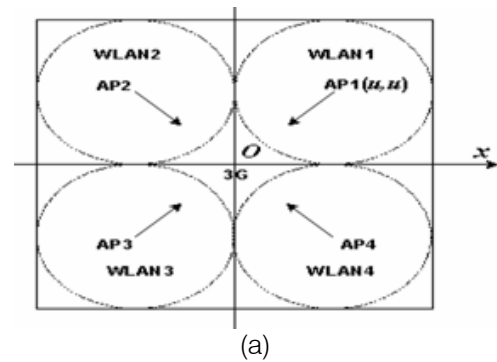 WLAN2 WLAN1
AP2 AP1(u,u)
O x
3G
AP3 AP4
WLAN3 WLAN4
(a)